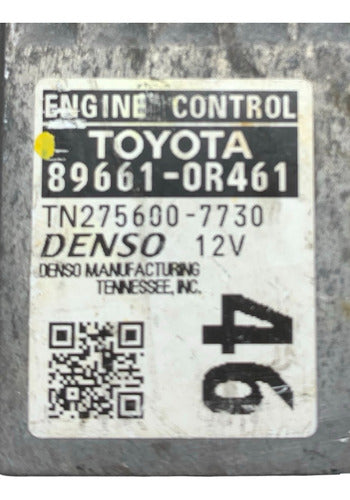 ENGINE CONTROL
TOYOTA
89661-0R461
TN275600-7730
DENSO 12V
DENSO MANUFACTURING
TENNESSEE, INC.
46